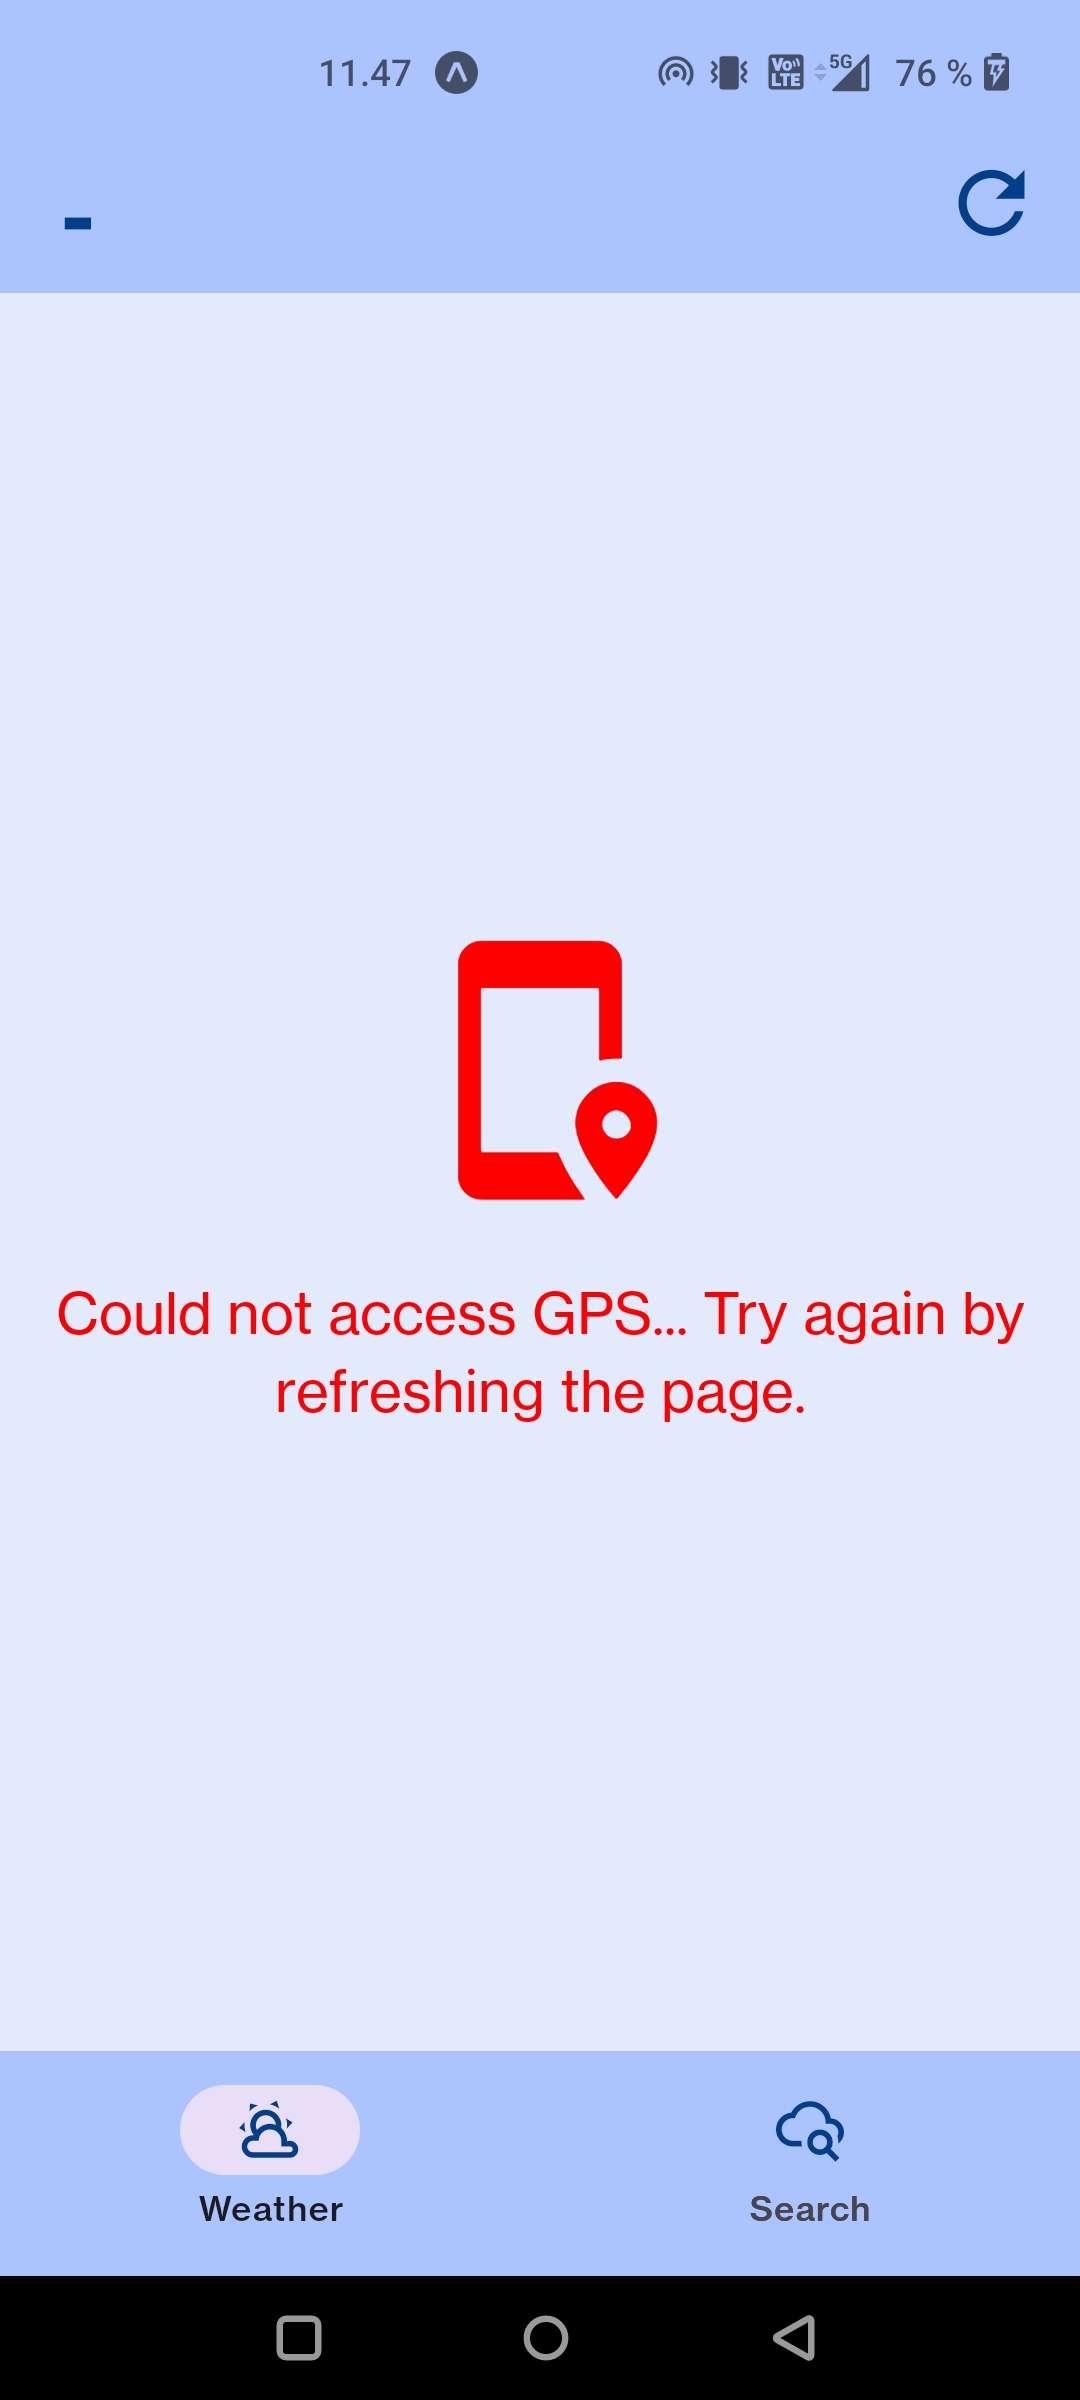 11.47
Vo LTE 5G 76 %
-
Could not access GPS... Try again by
refreshing the page.
Weather
Search